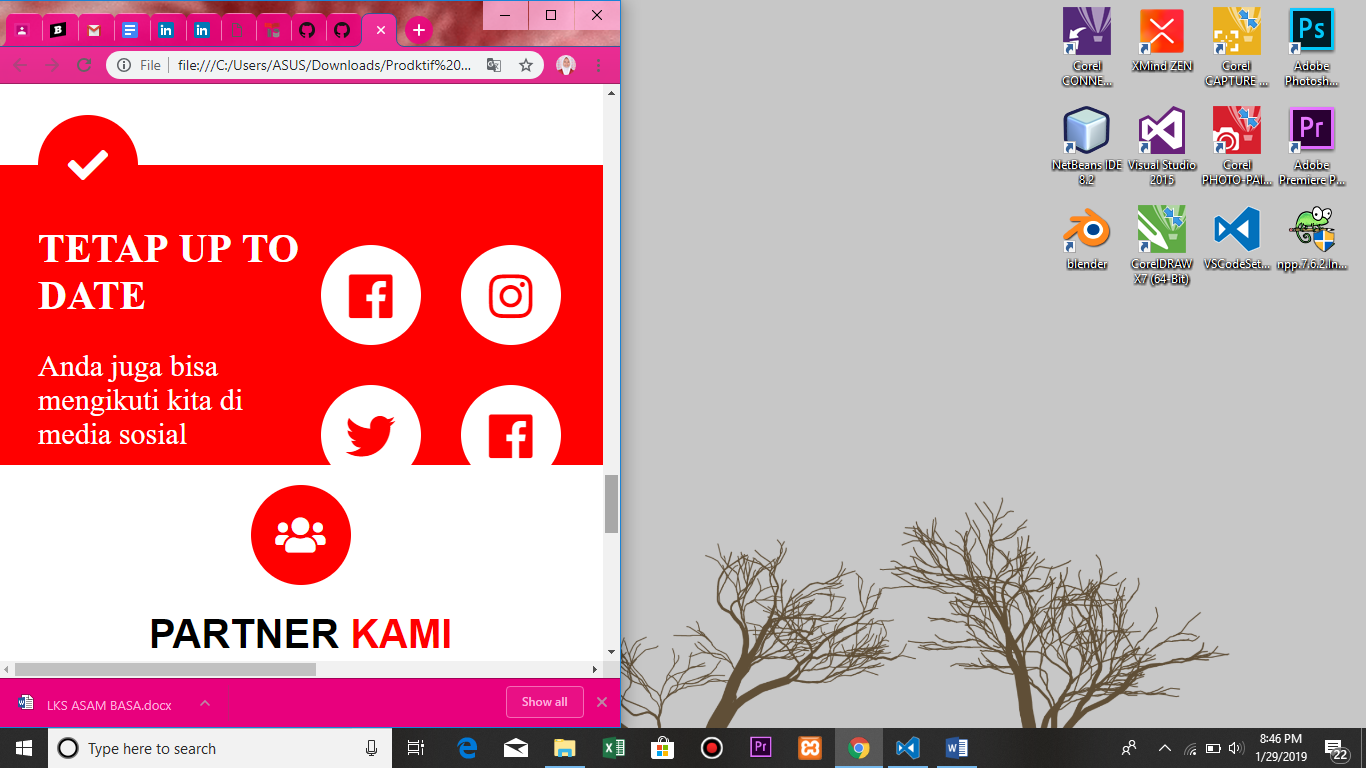 File
file:///C:/Users/ASUS/Downloads/Prodktif%20...
TETAP UP TO
DATE
Anda juga bisa
mengikuti kita di
media sosial
PARTNER KAMI
LKS ASAM BASA.docx
Show all
Corel
CONNE...
XMind ZEN
Corel
CAPTURE ...
Adobe
Photosh...
NetBeans IDE
8.2
Visual Studio
2015
Corel
PHOTO-PAI...
Adobe
Premiere P...
blender
CorelDRAW
X7 (64-Bit)
VSCodeSet...
npp.7.6.2.In...
Type here to search
8:46 PM
1/29/2019
22